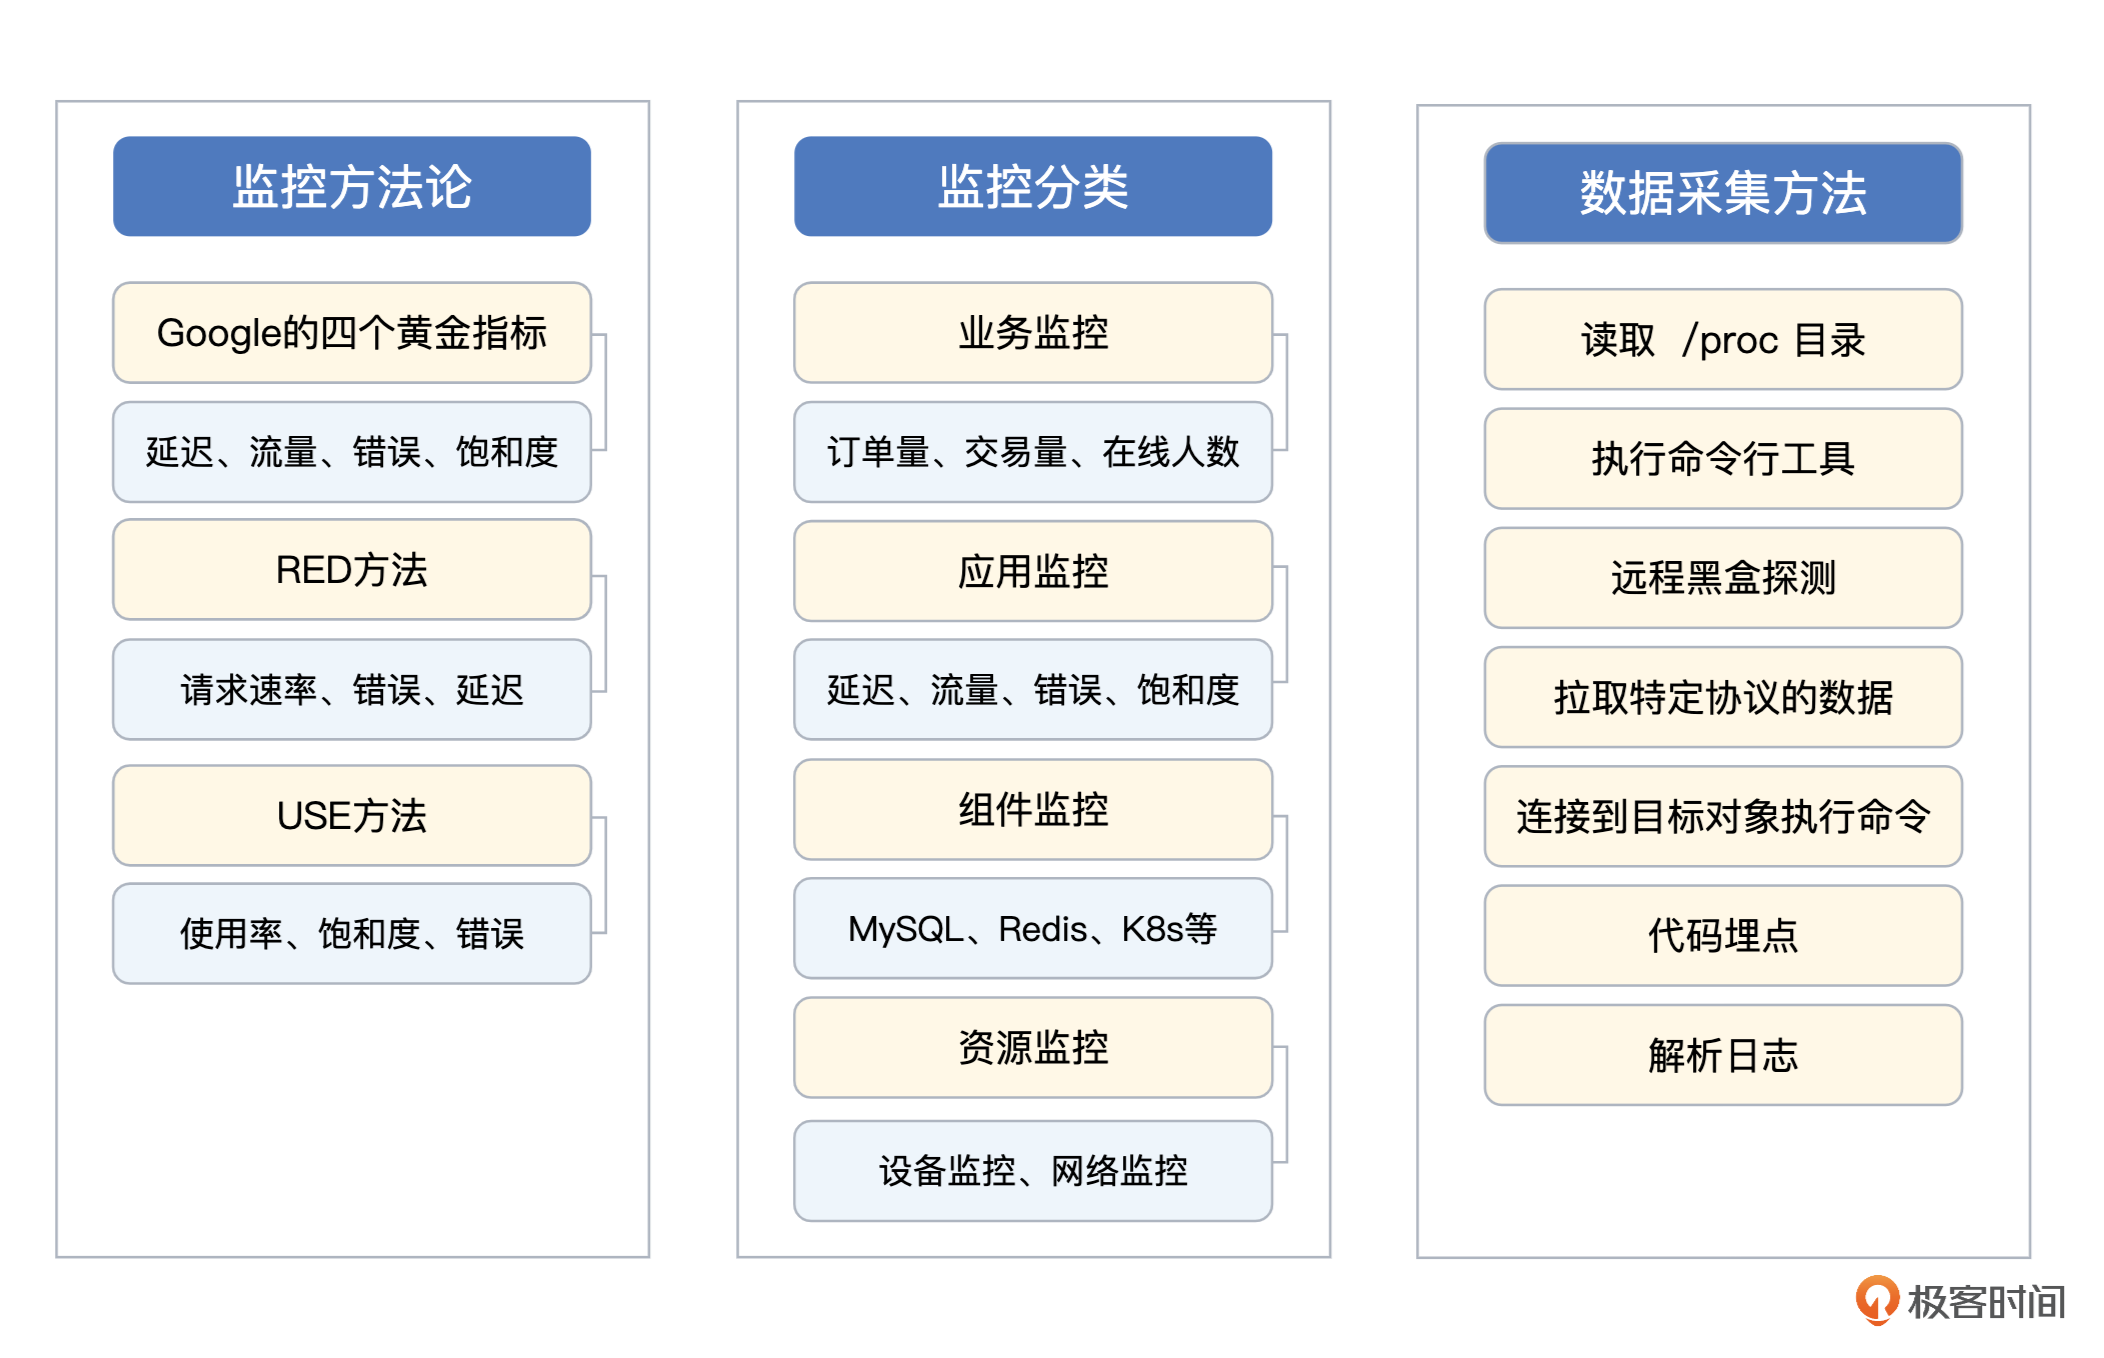 监控方法论
Google的四个黄金指标
延迟、流量、错误、饱和度
RED方法
请求速率、错误、延迟
USE方法
使用率、饱和度、错误
监控分类
业务监控
订单量、交易量、在线人数
应用监控
延迟、流量、错误、饱和度
组件监控
MySQL、Redis、K8s等
资源监控
设备监控、网络监控
数据采集方法
读取 /proc 目录
执行命令行工具
远程黑盒探测
拉取特定协议的数据
连接到目标对象执行命令
代码埋点
解析日志
极客时间